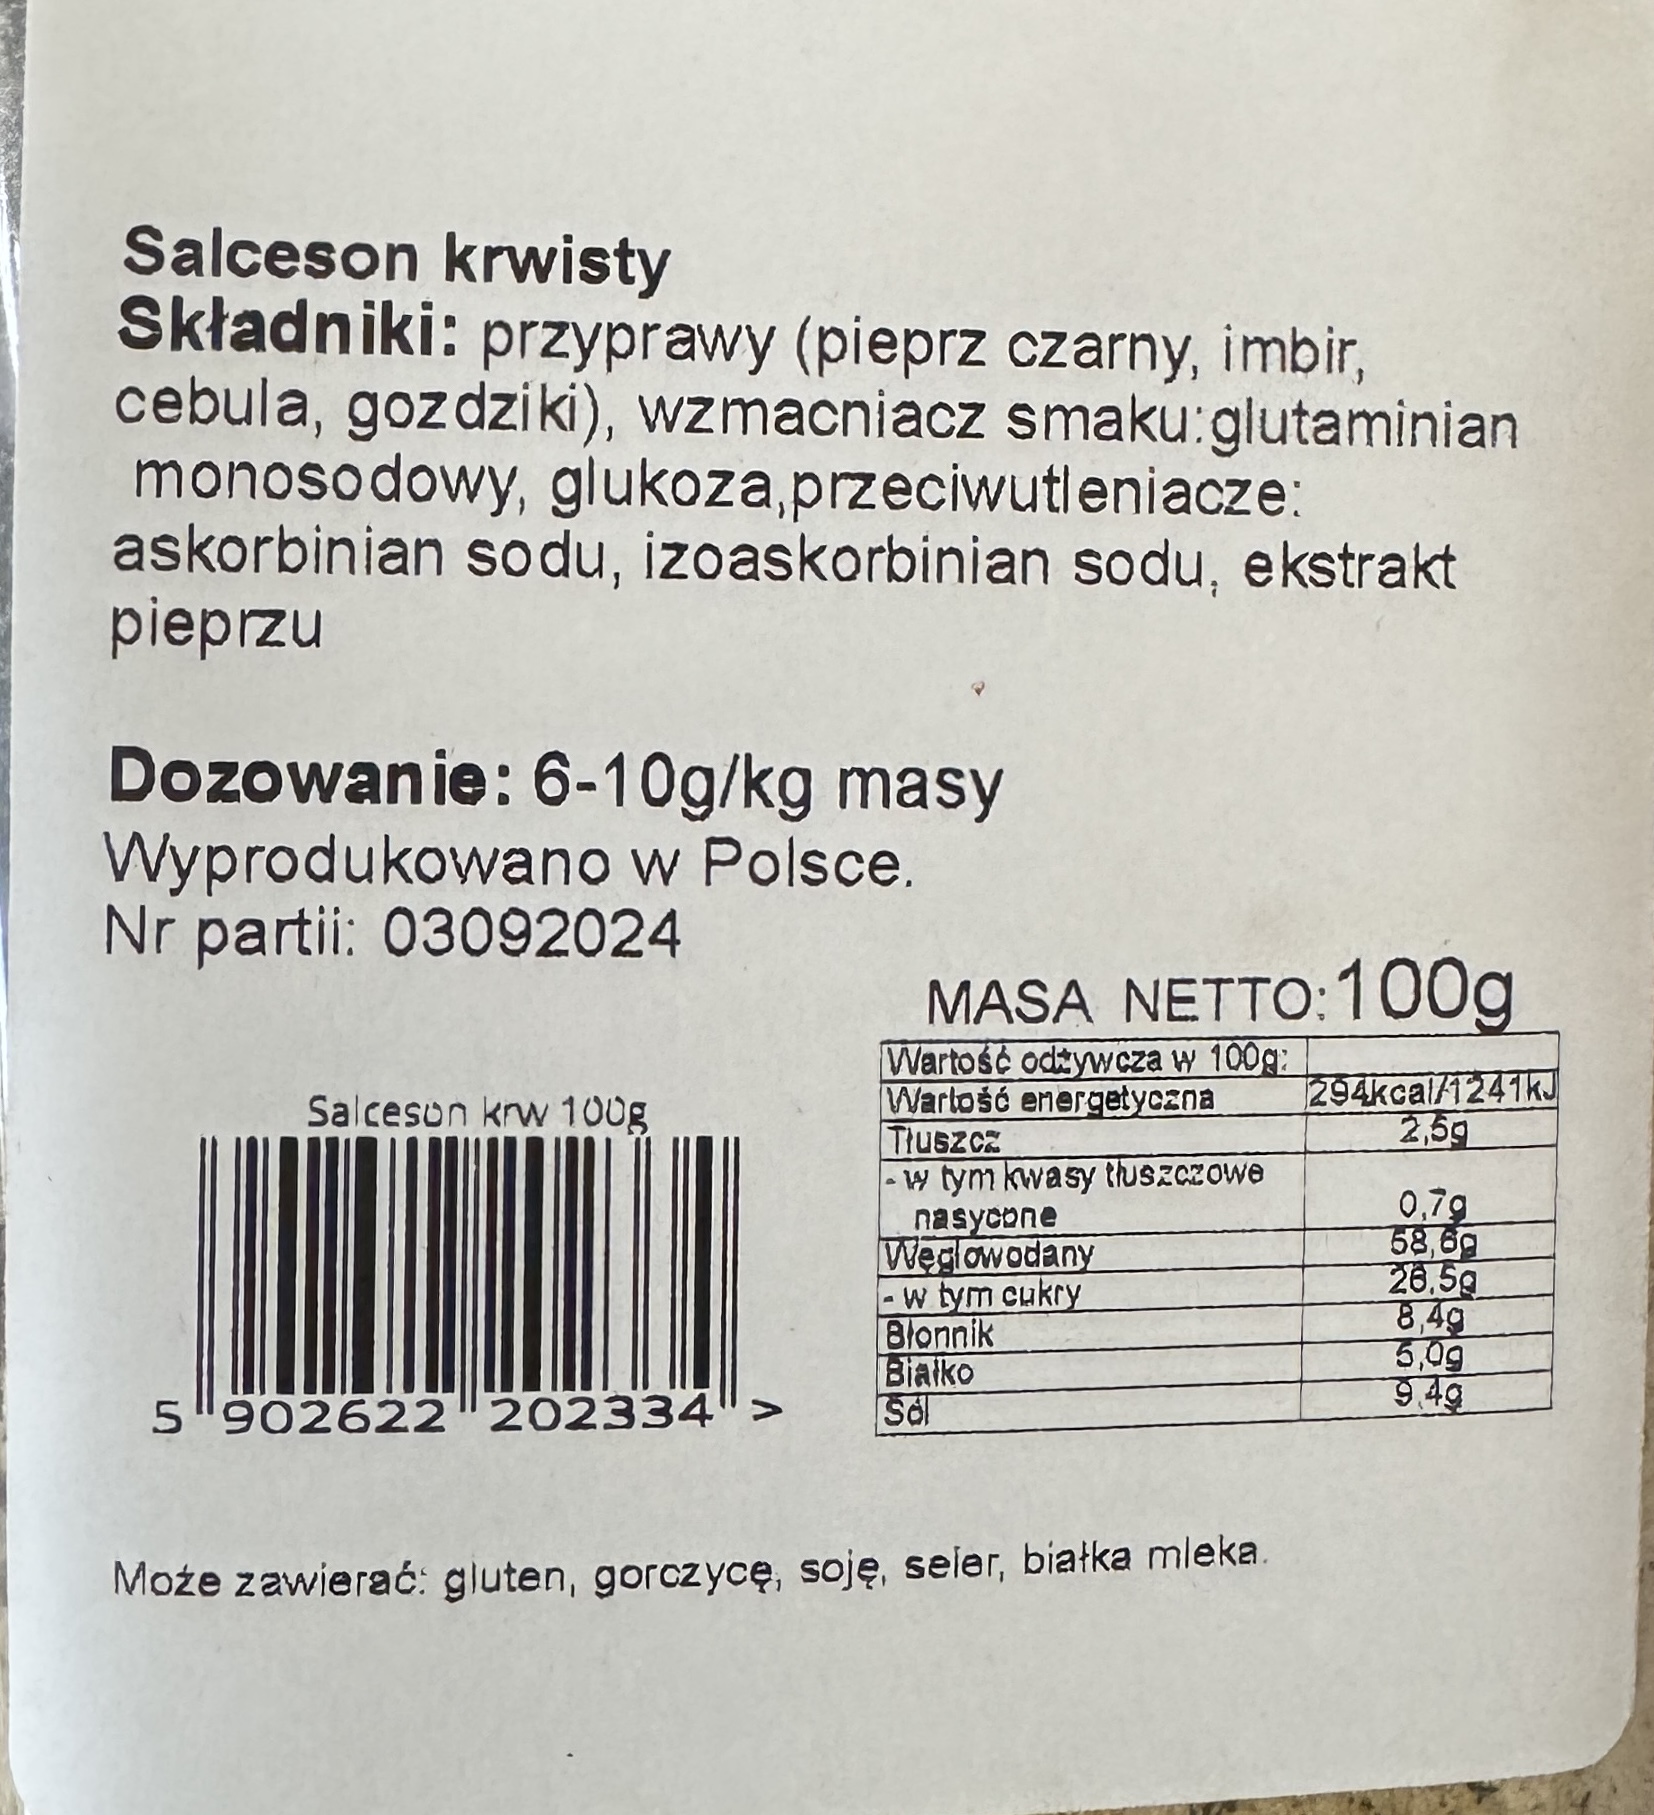 Salceson krwisty
Składniki: przyprawy (pieprz czarny, imbir,
cebula, gozdziki), wzmacniacz smaku:glutaminian
monosodowy, glukoza,przeciwutleniacze:
askorbinian sodu, izoaskorbinian sodu, ekstrakt
pieprzu
Dozowanie: 6-10g/kg masy
Wyprodukowano w Polsce.
Nr partii: 03092024
MASA NETTO:100g
Wartość odżywcza w 100g:
Wartość energetyczna 294kcal/1241kJ
Tłuszcz 2,5g
- w tym kwasy tłuszczowe
nasycone 0,7g
Węglowodany 58,6g
- w tym cukry 26,5g
Błonnik 8,4g
Białko 5,0g
Sól 9,4g
Salceson krw 100g
5 902622 202334 >
Może zawierać: gluten, gorczycę, soję, seler, białka mleka.